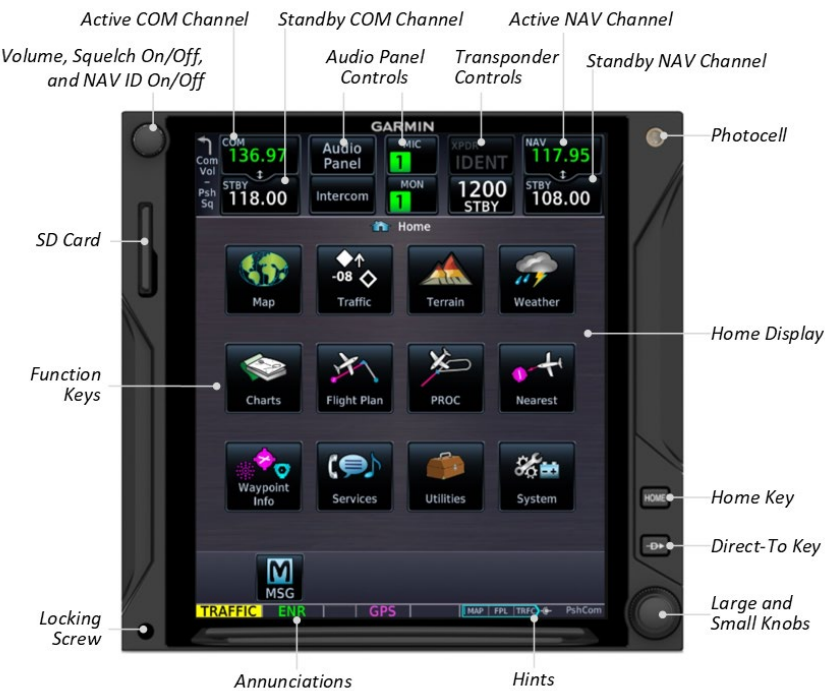 Active COM Channel
Standby COM Channel
Active NAV Channel
Volume, Squelch On/Off,
and NAV ID On/Off
Audio Panel
Controls
Transponder
Controls
Standby NAV Channel
GARMIN
Photocell
Com
Vol
–
Psh
Sq
COM
136.97
STBY
118.00
Audio
Panel
Intercom
MIC
1
MON
1
XPDR
IDENT
1200
STBY
NAV
117.95
STBY
108.00
Home
SD Card
Map
-08
Traffic
Terrain
Weather
Home Display
Function
Keys
Charts
Flight Plan
PROC
Nearest
Waypoint
Info
Services
Utilities
System
HOME
Home Key
D
Direct-To Key
MSG
TRAFFIC ENR GPS MAP FPL TRFC PshCom
Large and
Small Knobs
Locking
Screw
Annunciations
Hints